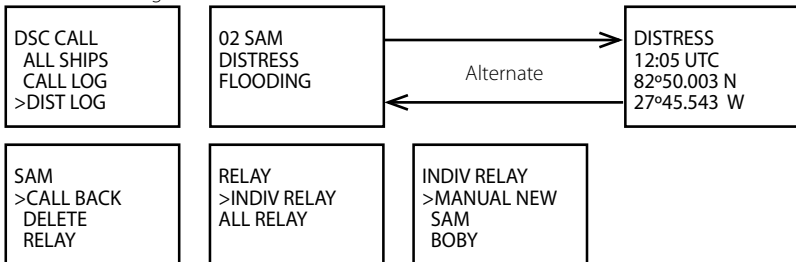 DSC CALL
ALL SHIPS
CALL LOG
>DIST LOG
02 SAM
DISTRESS
FLOODING
Alternate
DISTRESS
12:05 UTC
82º50.003 N
27º45.543 W
SAM
>CALL BACK
DELETE
RELAY
RELAY
>INDIV RELAY
ALL RELAY
INDIV RELAY
>MANUAL NEW
SAM
BOBY